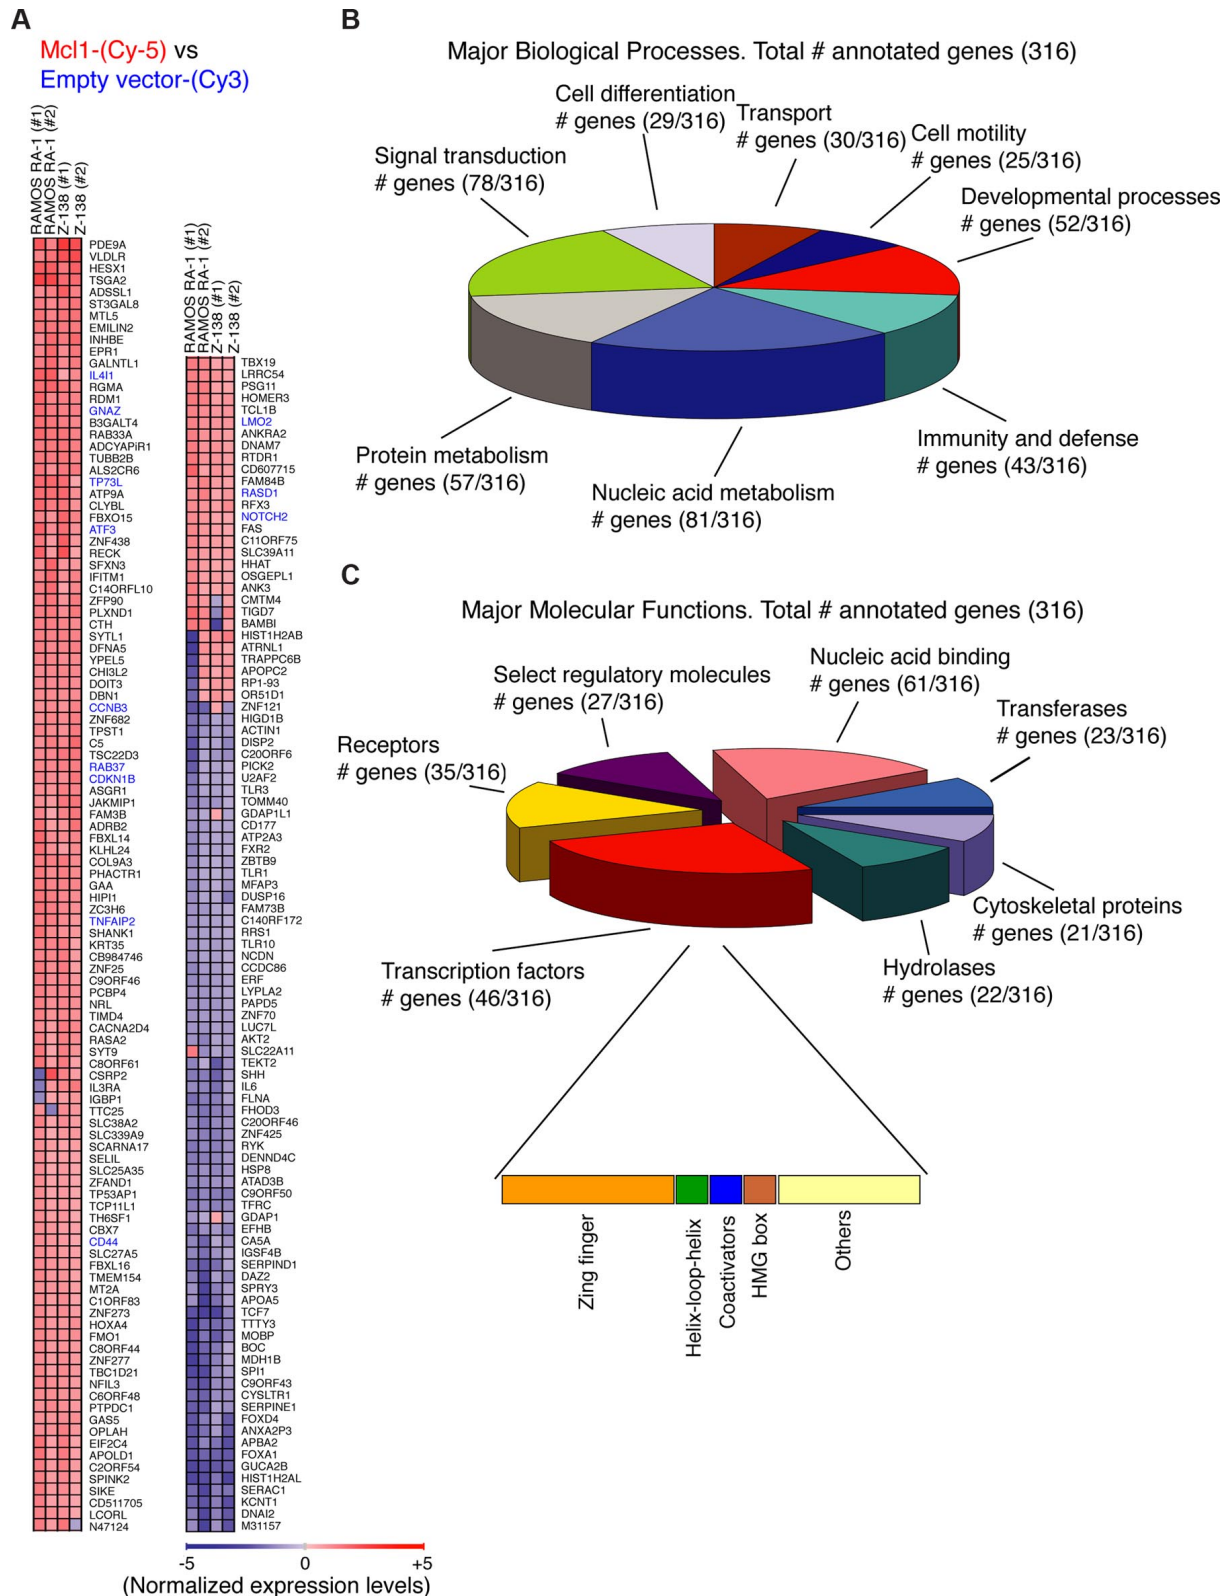 A
Mcl1-(Cy-5) vs
Empty vector-(Cy3)
RAMOS RA-1 (#1)
RAMOS RA-1 (#2)
Z-138 (#1)
Z-138 (#2)
PDE9A
VLDLR
HESX1
TSGA2
ADSSL1
ST3GAL8
MTL5
EMILIN2
INHBE
EPR1
GALNTL1
IL4I1
RGMA
RDM1
GNAZ
B3GALT4
RAB33A
ADCYAPiR1
TUBB2B
ALS2CR6
TP73L
ATP9A
CLYBL
FBXO15
ATF3
ZNF438
RECK
SFXN3
IFITM1
C14ORFL10
ZFP90
PLXND1
CTH
SYTL1
DFNA5
YPEL5
CHI3L2
DOIT3
DBN1
CCNB3
ZNF682
TPST1
C5
TSC22D3
RAB37
CDKN1B
ASGR1
JAKMIP1
FAM3B
ADRB2
FBXL14
KLHL24
COL9A3
PHACTR1
GAA
HIPI1
ZC3H6
TNFAIP2
SHANK1
KRT35
CB984746
ZNF25
C9ORF46
PCBP4
NRL
TIMD4
CACNA2D4
RASA2
SYT9
C8ORF61
CSRP2
IL3RA
IGBP1
TTC25
SLC38A2
SLC339A9
SCARNA17
SELIL
SLC25A35
ZFAND1
TP53AP1
TCP11L1
TH6SF1
CBX7
CD44
SLC27A5
FBXL16
TMEM154
MT2A
C1ORF83
ZNF273
HOXA4
FMO1
C8ORF44
ZNF277
TBC1D21
NFIL3
C6ORF48
PTPDC1
GAS5
OPLAH
EIF2C4
APOLD1
C2ORF54
SPINK2
SIKE
CD511705
LCORL
N47124
RAMOS RA-1 (#1)
RAMOS RA-1 (#2)
Z-138 (#1)
Z-138 (#2)
TBX19
LRRC54
PSG11
HOMER3
TCL1B
LMO2
ANKRA2
DNAM7
RTDR1
CD607715
FAM84B
RASD1
RFX3
NOTCH2
FAS
C11ORF75
SLC39A11
HHAT
OSGEPL1
ANK3
CMTM4
TIGD7
BAMBI
HIST1H2AB
ATRNL1
TRAPPC6B
APOPC2
RP1-93
OR51D1
ZNF121
HIGD1B
ACTIN1
DISP2
C20ORF6
PICK2
U2AF2
TLR3
TOMM40
GDAP1L1
CD177
ATP2A3
FXR2
ZBTB9
TLR1
MFAP3
DUSP16
FAM73B
C140RF172
RRS1
TLR10
NCDN
CCDC86
ERF
LYPLA2
PAPD5
ZNF70
LUC7L
AKT2
SLC22A11
TEKT2
SHH
IL6
FLNA
FHOD3
C20ORF46
ZNF425
RYK
DENND4C
HSP8
ATAD3B
C9ORF50
TFRC
GDAP1
EFHB
CA5A
IGSF4B
SERPIND1
DAZ2
SPRY3
APOA5
TCF7
TTTY3
MOBP
BOC
MDH1B
SPI1
C9ORF43
CYSLTR1
SERPINE1
FOXD4
ANXA2P3
APBA2
FOXA1
GUCA2B
HIST1H2AL
SERAC1
KCNT1
DNAI2
M31157
-5 0 +5
(Normalized expression levels)
B
Major Biological Processes. Total # annotated genes (316)
Cell differentiation
# genes (29/316)
Transport
# genes (30/316)
Cell motility
# genes (25/316)
Signal transduction
# genes (78/316)
Developmental processes
# genes (52/316)
Protein metabolism
# genes (57/316)
Nucleic acid metabolism
# genes (81/316)
Immunity and defense
# genes (43/316)
C
Major Molecular Functions. Total # annotated genes (316)
Select regulatory molecules
# genes (27/316)
Nucleic acid binding
# genes (61/316)
Transferases
# genes (23/316)
Receptors
# genes (35/316)
Cytoskeletal proteins
# genes (21/316)
Transcription factors
# genes (46/316)
Hydrolases
# genes (22/316)
Zing finger
Helix-loop-helix
Coactivators
HMG box
Others